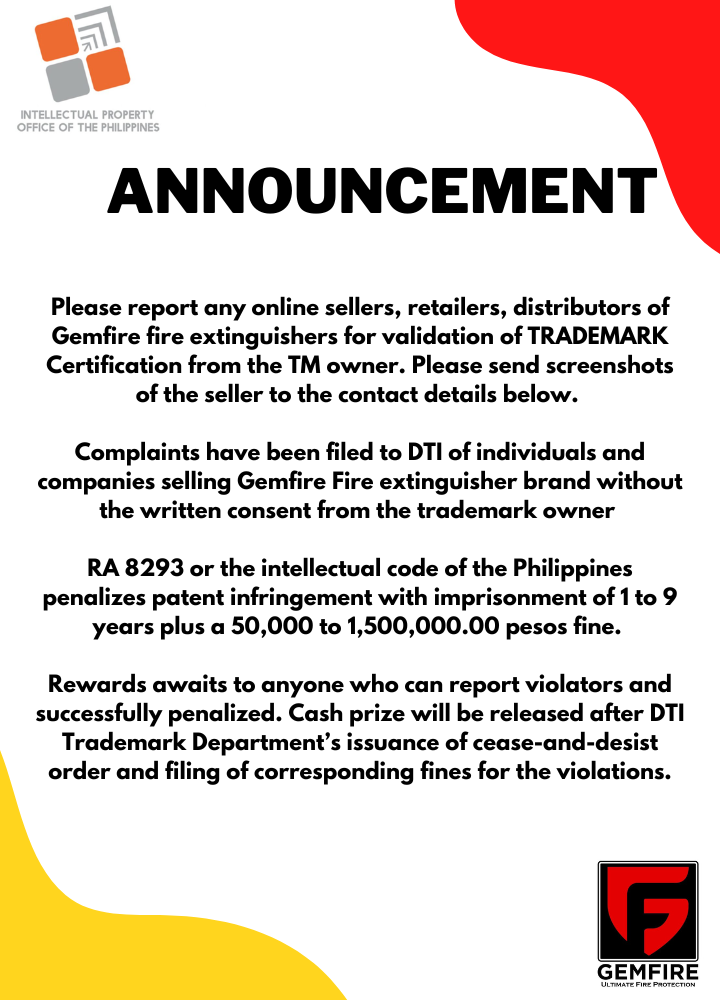 INTELLECTUAL PROPERTY
OFFICE OF THE PHILIPPINES
ANNOUNCEMENT
Please report any online sellers, retailers, distributors of
Gemfire fire extinguishers for validation of TRADEMARK
Certification from the TM owner. Please send screenshots
of the seller to the contact details below.
Complaints have been filed to DTI of individuals and
companies selling Gemfire Fire extinguisher brand without
the written consent from the trademark owner
RA 8293 or the intellectual code of the Philippines
penalizes patent infringement with imprisonment of 1 to 9
years plus a 50,000 to 1,500,000.00 pesos fine.
Rewards awaits to anyone who can report violators and
successfully penalized. Cash prize will be released after DTI
Trademark Department’s issuance of cease-and-desist
order and filing of corresponding fines for the violations.
GEMFIRE
ULTIMATE FIRE PROTECTION